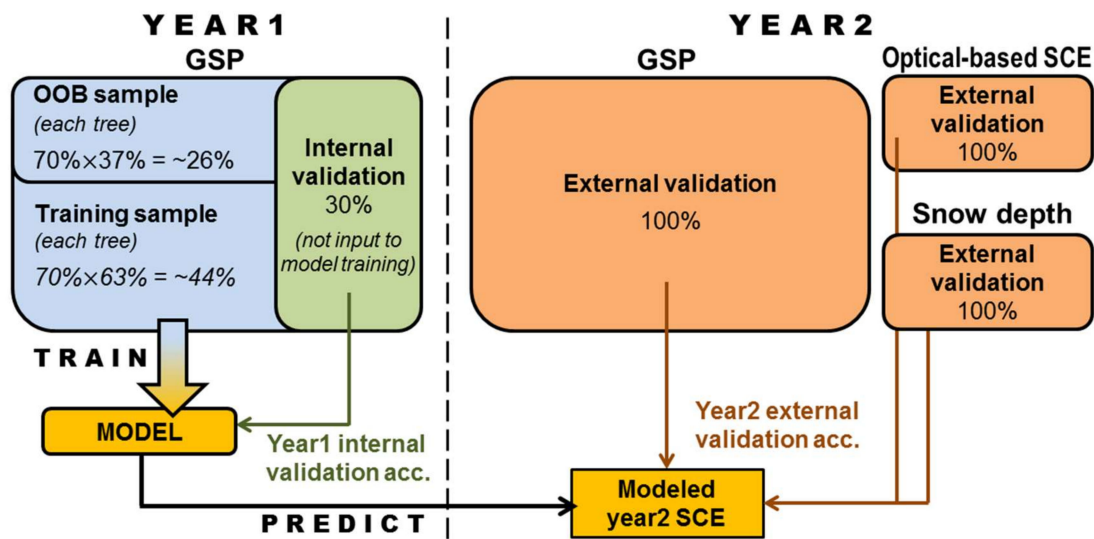 YEAR1
GSP
OOB sample
(each tree)
70%×37% = ~26%
Training sample
(each tree)
70%×63% = ~44%
Internal
validation
30%
(not input to
model training)
TRAIN
MODEL
Year1 internal
validation acc.
PREDICT
YEAR2
GSP
External validation
100%
Optical-based SCE
External
validation
100%
Snow depth
External
validation
100%
Year2 external
validation acc.
Modeled
year2 SCE